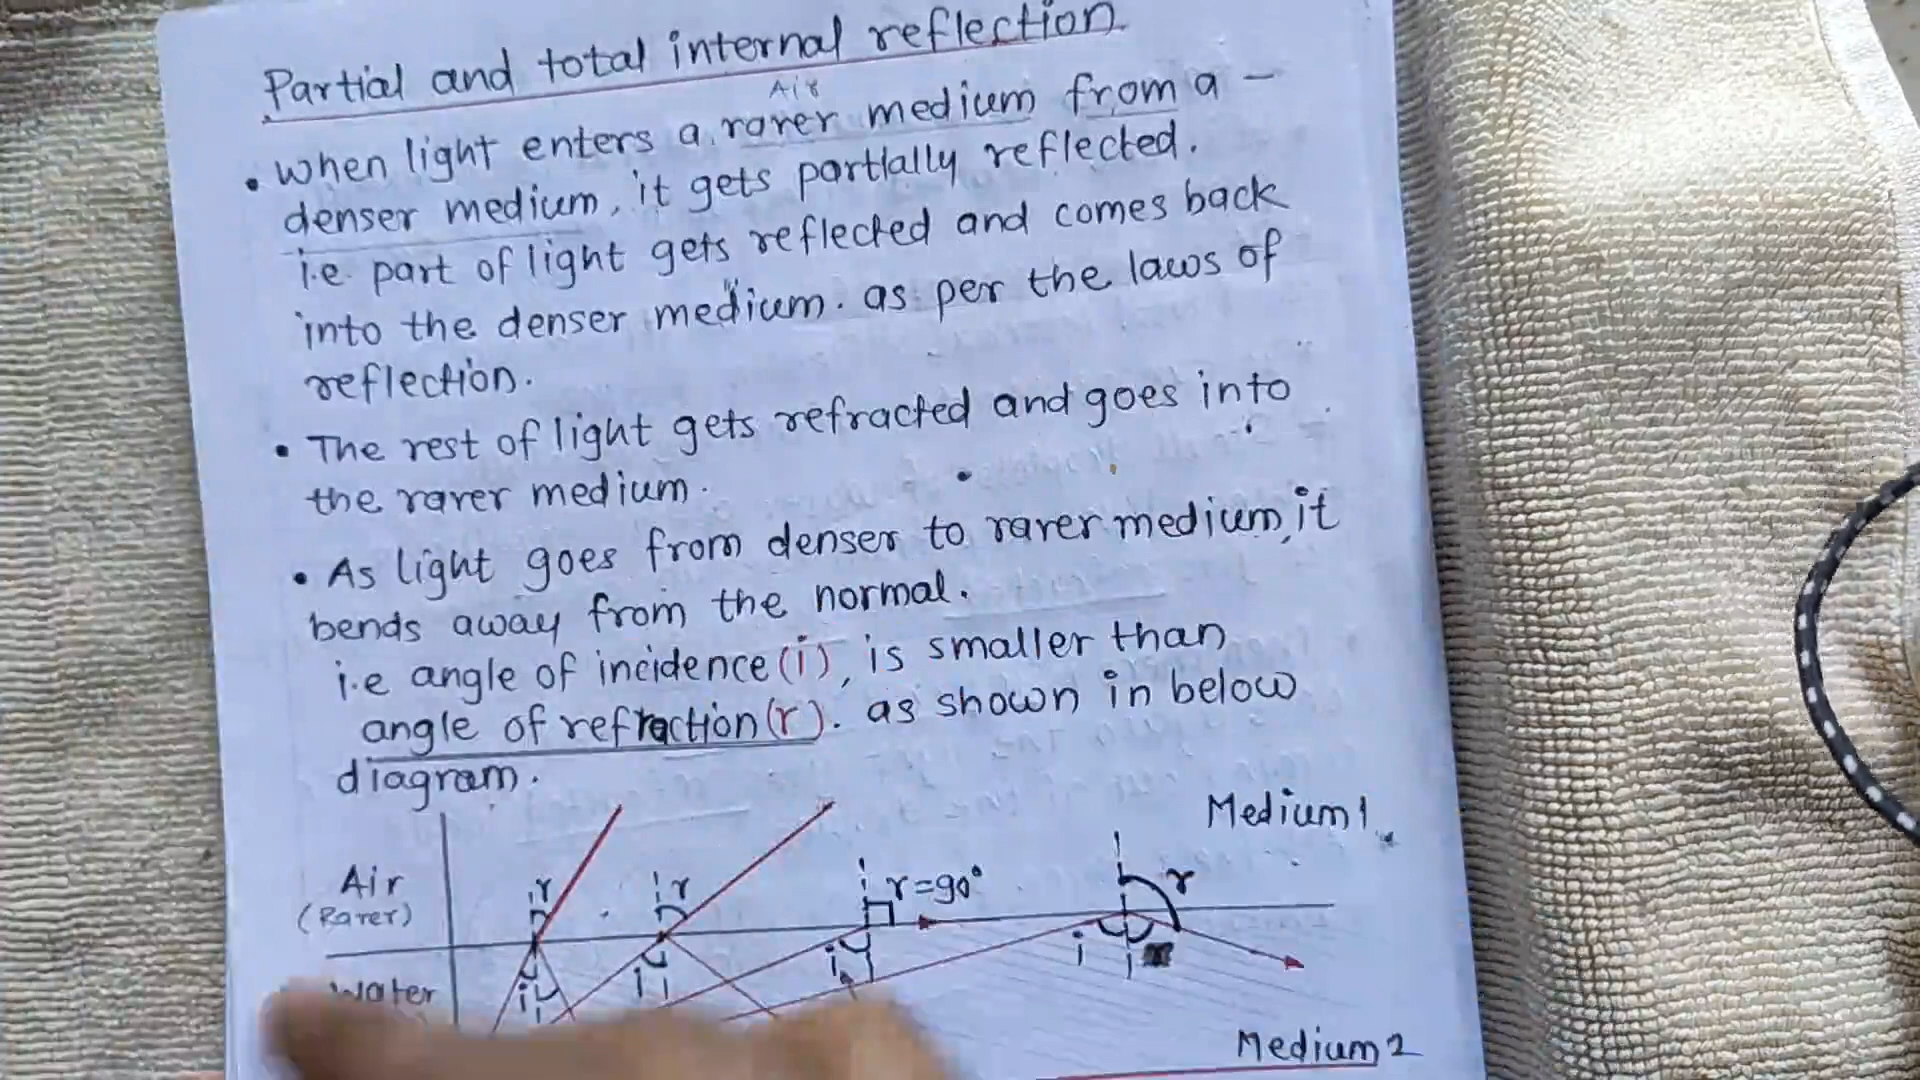 Partial and total internal reflection
Air
• when light enters a rarer medium from a -
denser medium, it gets partially reflected.
i.e. part of light gets reflected and comes back
into the denser medium. as per the laws of
reflection.
• The rest of light gets refracted and goes into
the rarer medium.
• As light goes from denser to rarer medium, it
bends away from the normal.
i.e angle of incidence (i), is smaller than
angle of refraction (r). as shown in below
diagram.
Medium 1
Air
(Rarer)
r
r
r=90°
r
i
i
i
i
Water
Medium 2